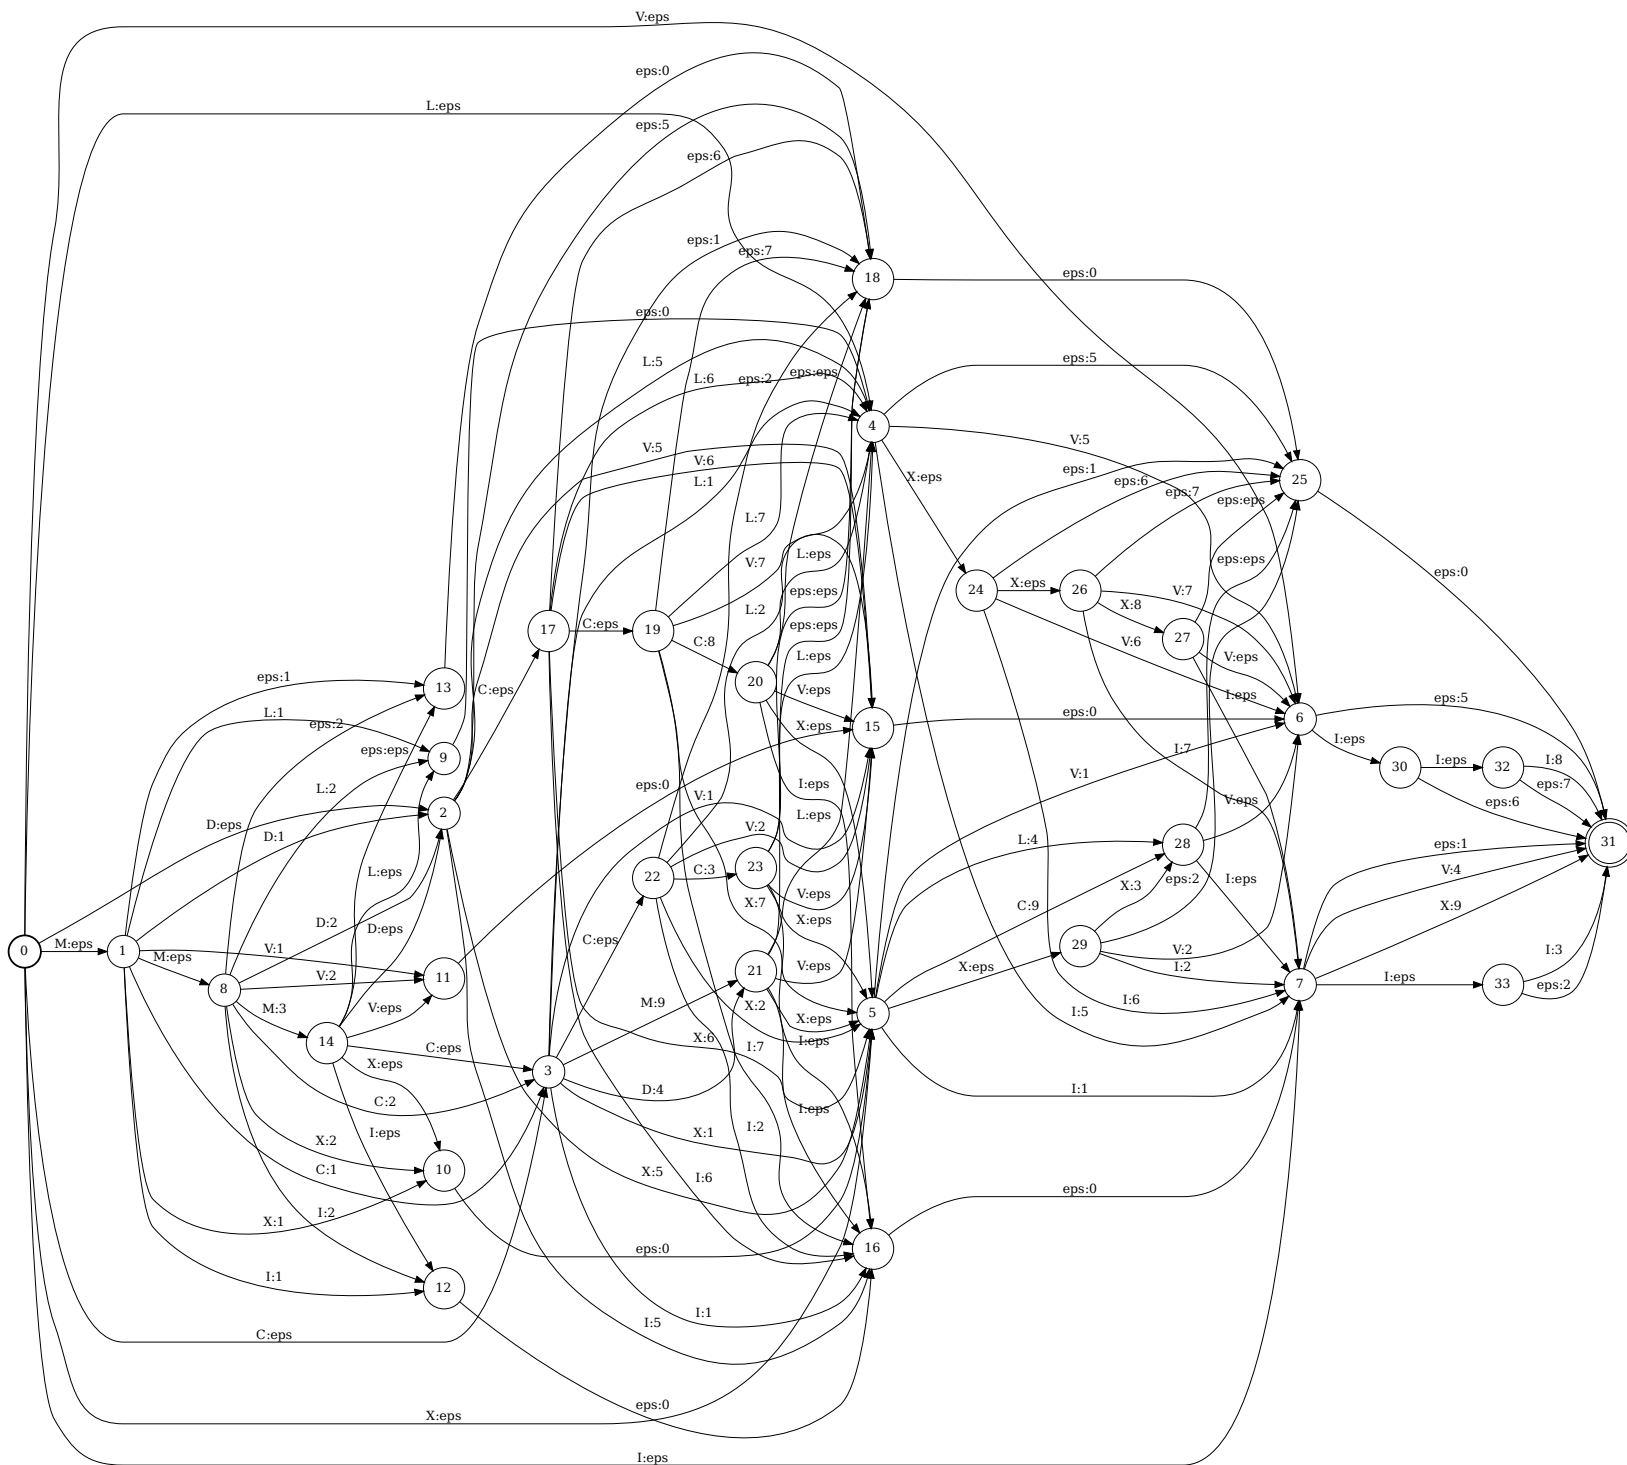 V:eps
eps:0
L:eps
eps:5
eps:6
eps:1
eps:7
18
eps:0
eps:0
L:5
L:6
eps:2
eps:eps
eps:5
4
V:5
V:5
V:6
L:1
X:eps
eps:1
eps:6
eps:7
eps:eps
25
L:7
V:7
L:eps
eps:eps
eps:0
24
X:eps
26
V:7
eps:eps
L:2
X:8
17
C:eps
19
C:8
eps:eps
V:6
27
V:eps
L:eps
20
V:eps
I:eps
eps:1
13
C:eps
L:1
eps:2
eps:eps
9
X:eps
15
eps:0
6
eps:5
I:7
I:eps
30
I:eps
32
I:8
eps:7
eps:0
I:eps
V:1
V:1
V:eps
eps:6
L:2
D:eps
D:1
2
V:2
L:eps
L:4
28
31
L:eps
22
C:3
23
X:3
eps:2
I:eps
eps:1
V:4
X:7
V:eps
C:9
X:9
D:2
D:eps
X:eps
0
M:eps
1
V:1
C:eps
29
V:2
I:3
M:eps
8
V:2
11
V:eps
21
V:eps
X:eps
I:2
7
I:eps
33
eps:2
M:3
V:eps
M:9
X:2
X:eps
5
I:6
I:5
14
C:eps
X:6
I:7
I:eps
X:eps
3
D:4
I:1
C:2
I:eps
I:eps
X:2
X:1
I:2
10
C:1
X:5
I:6
eps:0
X:1
I:2
eps:0
16
I:1
12
I:1
I:5
C:eps
eps:0
X:eps
I:eps